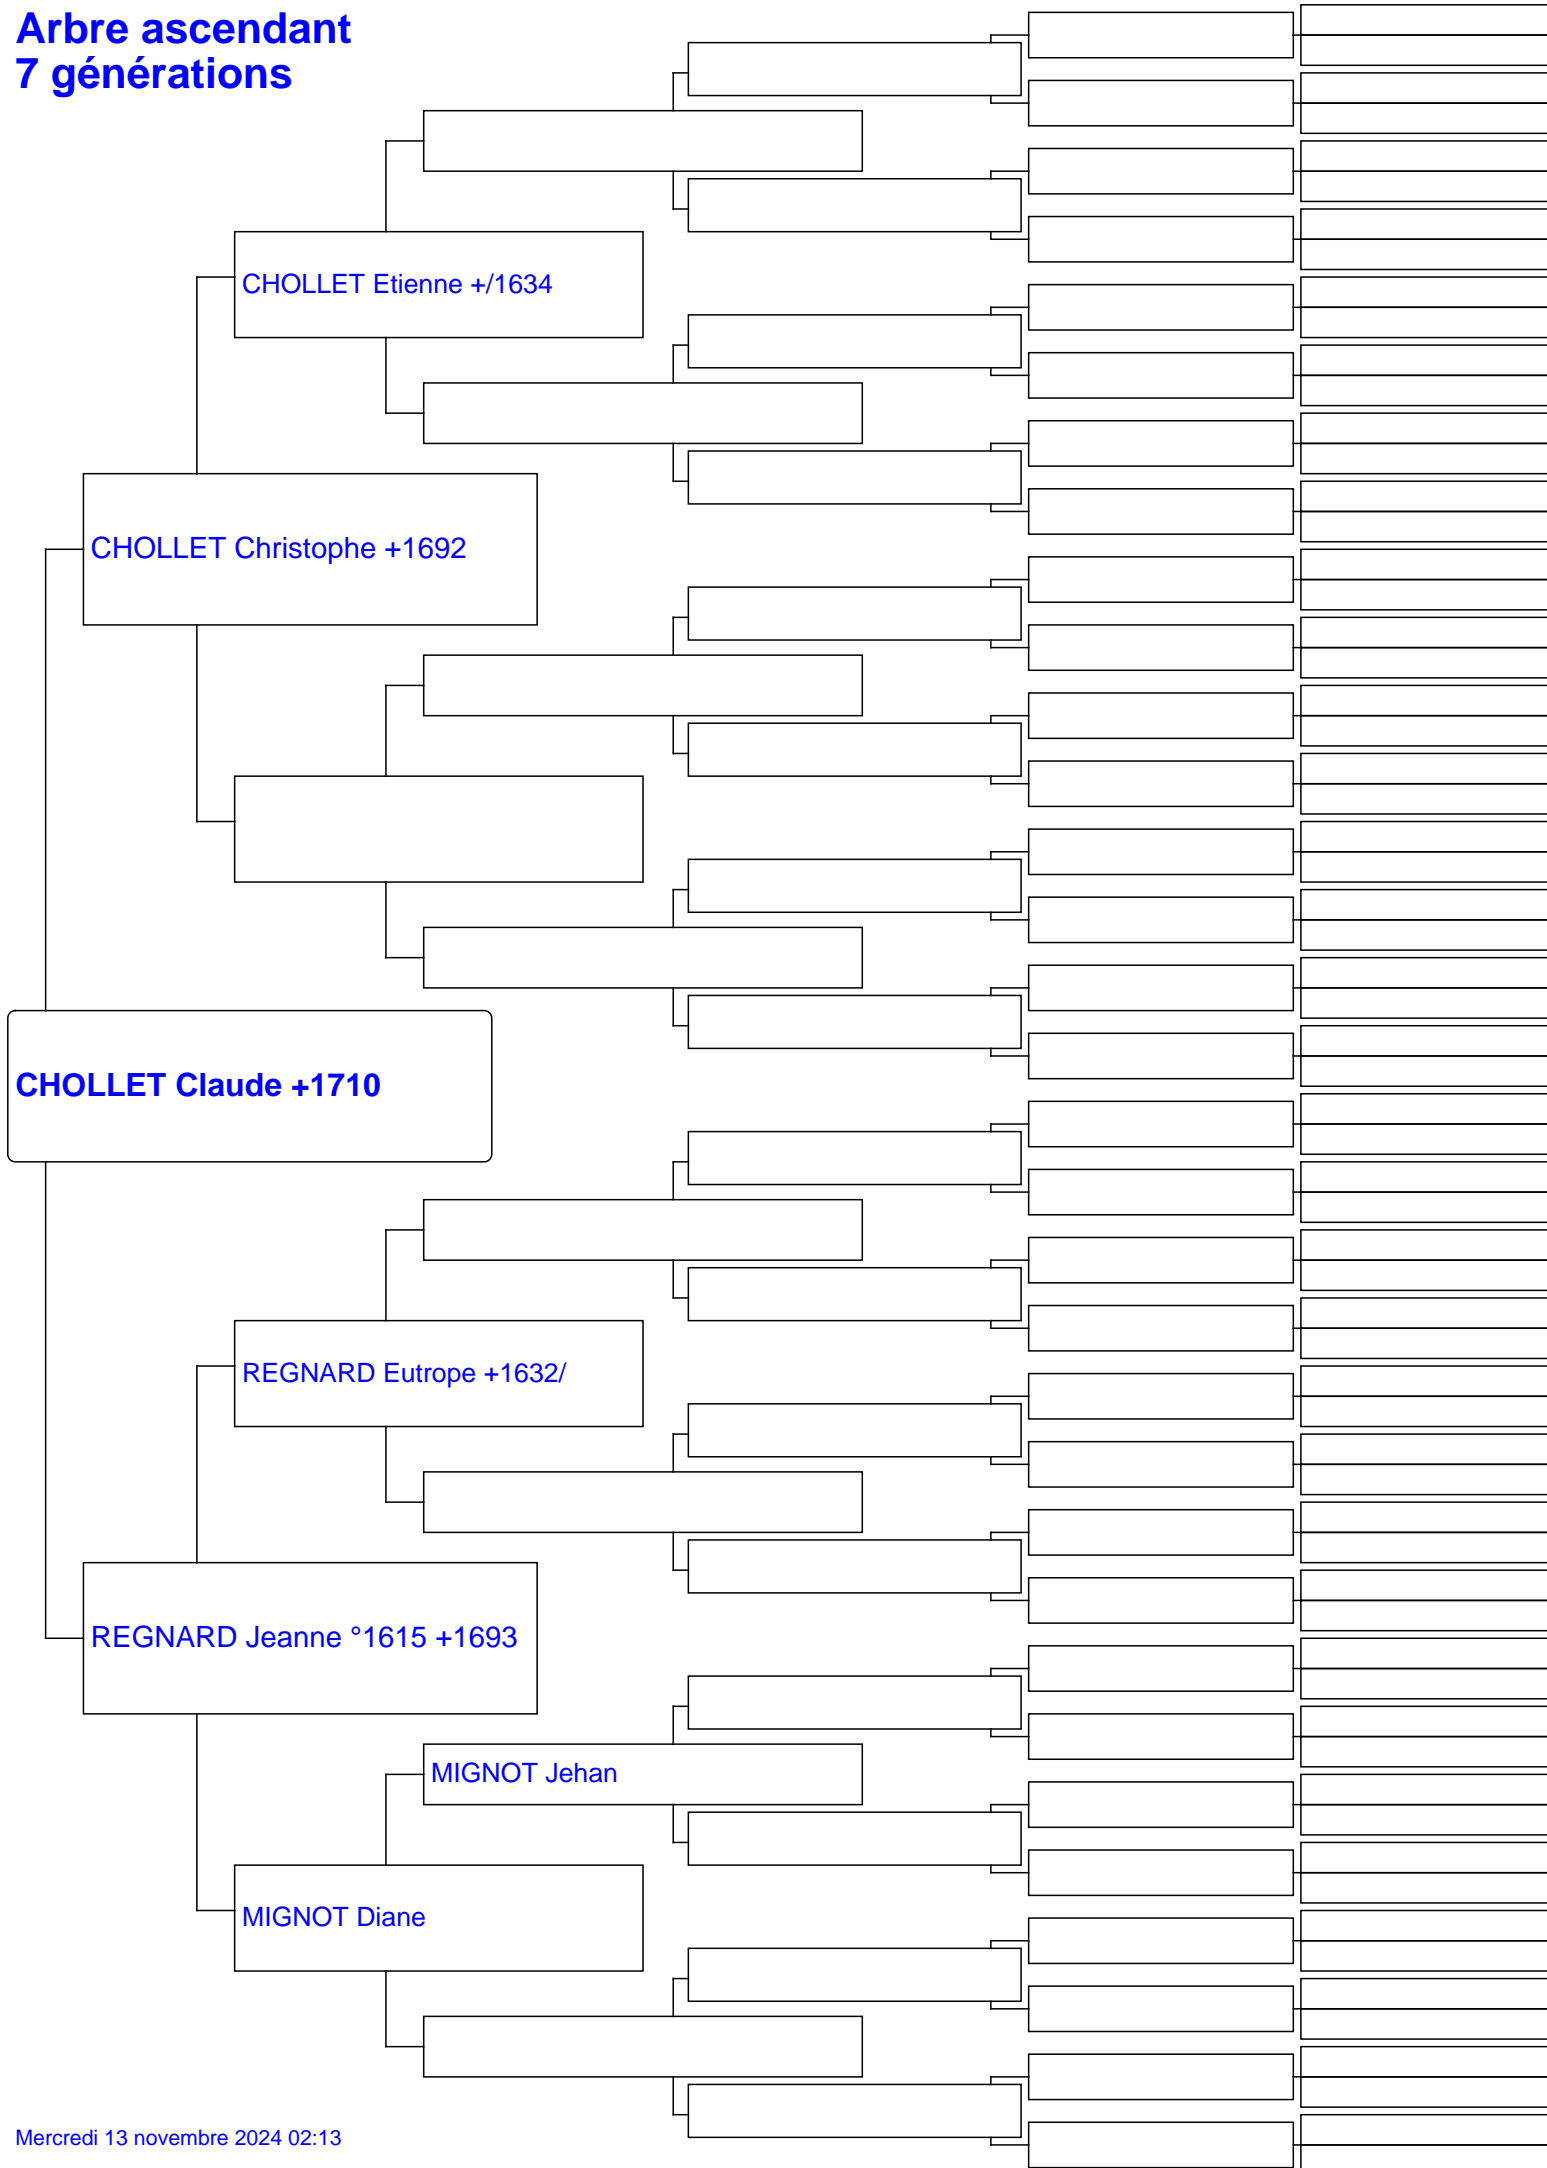 Arbre ascendant
7 générations
CHOLLET Etienne +/1634
CHOLLET Christophe +1692
CHOLLET Claude +1710
REGNARD Eutrope +1632/
REGNARD Jeanne °1615 +1693
MIGNOT Jehan
MIGNOT Diane
Mercredi 13 novembre 2024 02:13